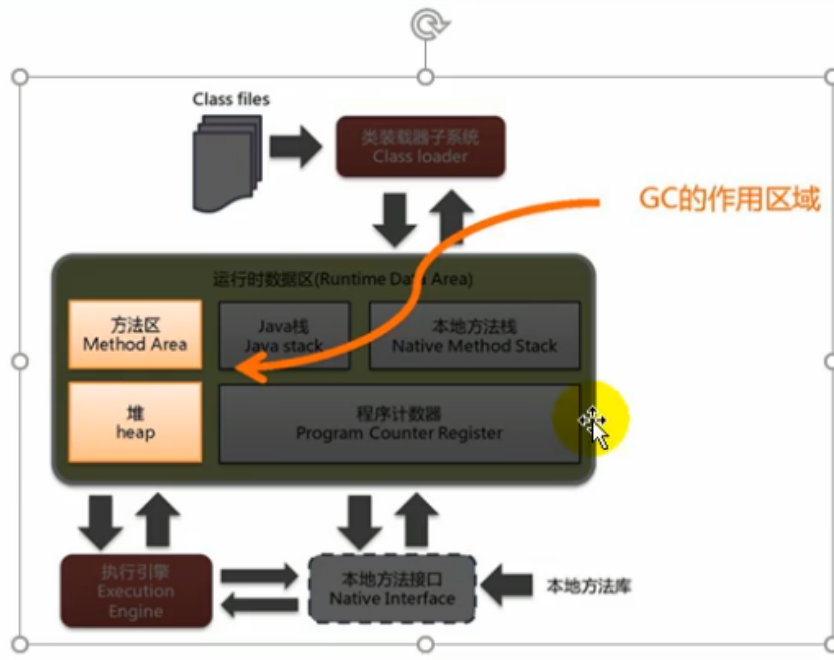 Class files
类装载器子系统
Class loader
GC的作用区域
运行时数据区(Runtime Data Area)
方法区
Method Area
Java栈
Java stack
本地方法栈
Native Method Stack
堆
heap
程序计数器
Program Counter Register
执行引擎
Execution
Engine
本地方法接口
Native Interface
本地方法库